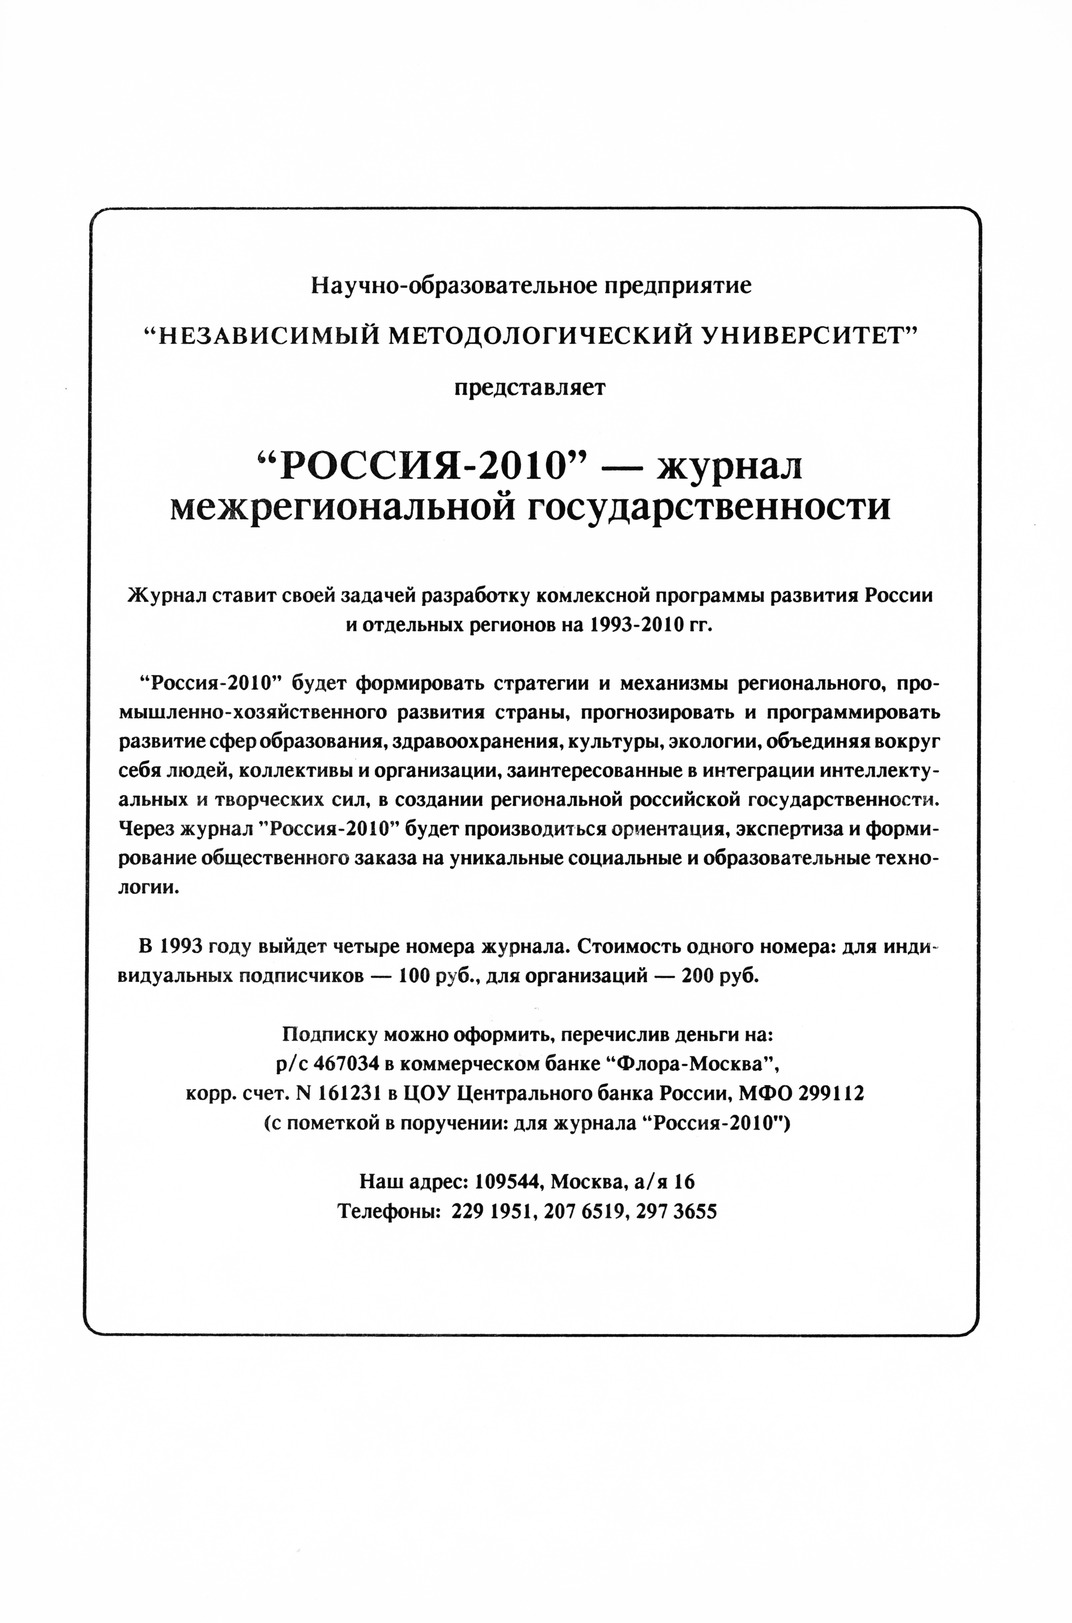 Научно-образовательное предприятие
“НЕЗАВИСИМЫЙ МЕТОДОЛОГИЧЕСКИЙ УНИВЕРСИТЕТ”
представляет
“РОССИЯ-2010” — журнал
межрегиональной государственности
Журнал ставит своей задачей разработку комлексной программы развития России
и отдельных регионов на 1993-2010 гг.
“Россия-2010” будет формировать стратегии и механизмы регионального, про-
мышленно-хозяйственного развития страны, прогнозировать и программировать
развитие сфер образования, здравоохранения, культуры, экологии, объединяя вокруг
себя людей, коллективы и организации, заинтересованные в интеграции интеллекту-
альных и творческих сил, в создании региональной российской государственности.
Через журнал ”Россия-2010” будет производиться ориентация, экспертиза и форми-
рование общественного заказа на уникальные социальные и образовательные техно-
логии.
В 1993 году выйдет четыре номера журнала. Стоимость одного номера: для инди-
видуальных подписчиков — 100 руб., для организаций — 200 руб.
Подписку можно оформить, перечислив деньги на:
р/с 467034 в коммерческом банке “Флора-Москва”,
корр. счет. N 161231 в ЦОУ Центрального банка России, МФО 299112
(с пометкой в поручении: для журнала “Россия-2010")
Наш адрес: 109544, Москва, а/я 16
Телефоны: 229 1951, 207 6519, 297 3655